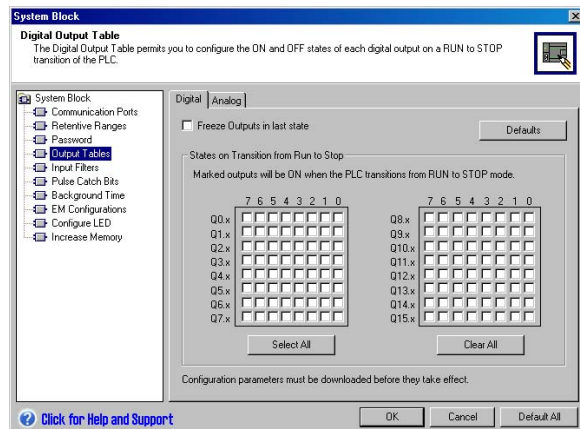 System Block
Digital Output Table
The Digital Output Table permits you to configure the ON and OFF states of each digital output on a RUN to STOP
transition of the PLC.
System Block
Communication Ports
Retentive Ranges
Password
Output Tables
Input Filters
Pulse Catch Bits
Background Time
EM Configurations
Configure LED
Increase Memory
Digital Analog
Freeze Outputs in last state
Defaults
States on Transition from Run to Stop
Marked outputs will be ON when the PLC transitions from RUN to STOP mode.
7 6 5 4 3 2 1 0 7 6 5 4 3 2 1 0
Q0.x Q8.x
Q1.x Q9.x
Q2.x Q10.x
Q3.x Q11.x
Q4.x Q12.x
Q5.x Q13.x
Q6.x Q14.x
Q7.x Q15.x
Select All Clear All
Configuration parameters must be downloaded before they take effect.
Click for Help and Support
OK Cancel Default All